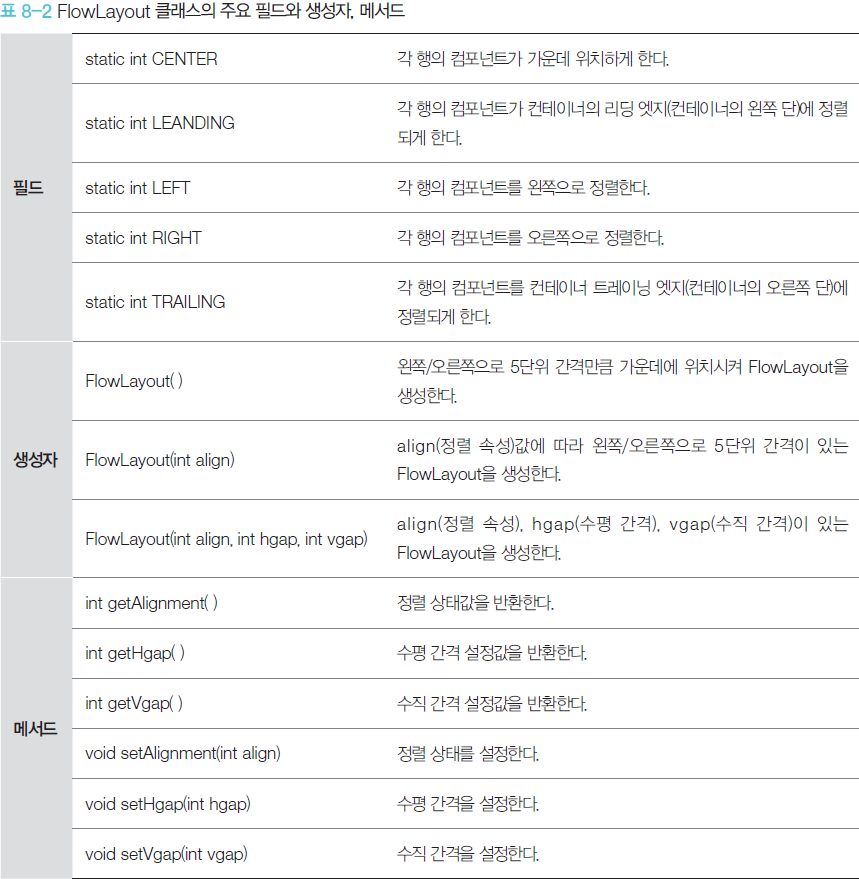 표 8-2 FlowLayout 클래스의 주요 필드와 생성자, 메서드
필드
static int CENTER
각 행의 컴포넌트가 가운데 위치하게 한다.
static int LEANDING
각 행의 컴포넌트가 컨테이너의 리딩 엣지(컨테이너의 왼쪽 단)에 정렬
되게 한다.
static int LEFT
각 행의 컴포넌트를 왼쪽으로 정렬한다.
static int RIGHT
각 행의 컴포넌트를 오른쪽으로 정렬한다.
static int TRAILING
각 행의 컴포넌트를 컨테이너 트레이닝 엣지(컨테이너의 오른쪽 단)에
정렬되게 한다.
생성자
FlowLayout( )
왼쪽/오른쪽으로 5단위 간격만큼 가운데에 위치시켜 FlowLayout을
생성한다.
FlowLayout(int align)
align(정렬 속성)값에 따라 왼쪽/오른쪽으로 5단위 간격이 있는
FlowLayout을 생성한다.
FlowLayout(int align, int hgap, int vgap)
align(정렬 속성), hgap(수평 간격), vgap(수직 간격)이 있는
FlowLayout을 생성한다.
메서드
int getAlignment( )
정렬 상태값을 반환한다.
int getHgap( )
수평 간격 설정값을 반환한다.
int getVgap( )
수직 간격 설정값을 반환한다.
void setAlignment(int align)
정렬 상태를 설정한다.
void setHgap(int hgap)
수평 간격을 설정한다.
void setVgap(int vgap)
수직 간격을 설정한다.